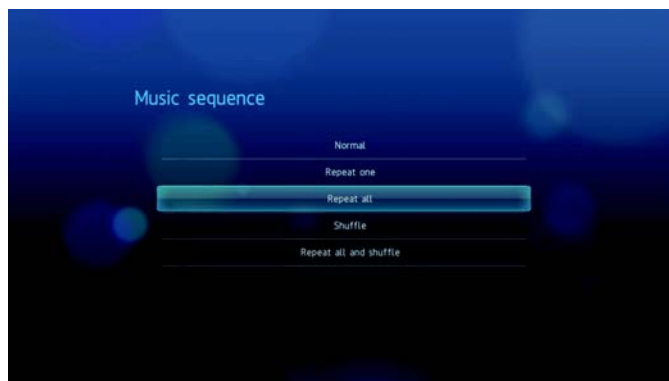 Music sequence
Normal
Repeat one
Repeat all
Shuffle
Repeat all and shuffle